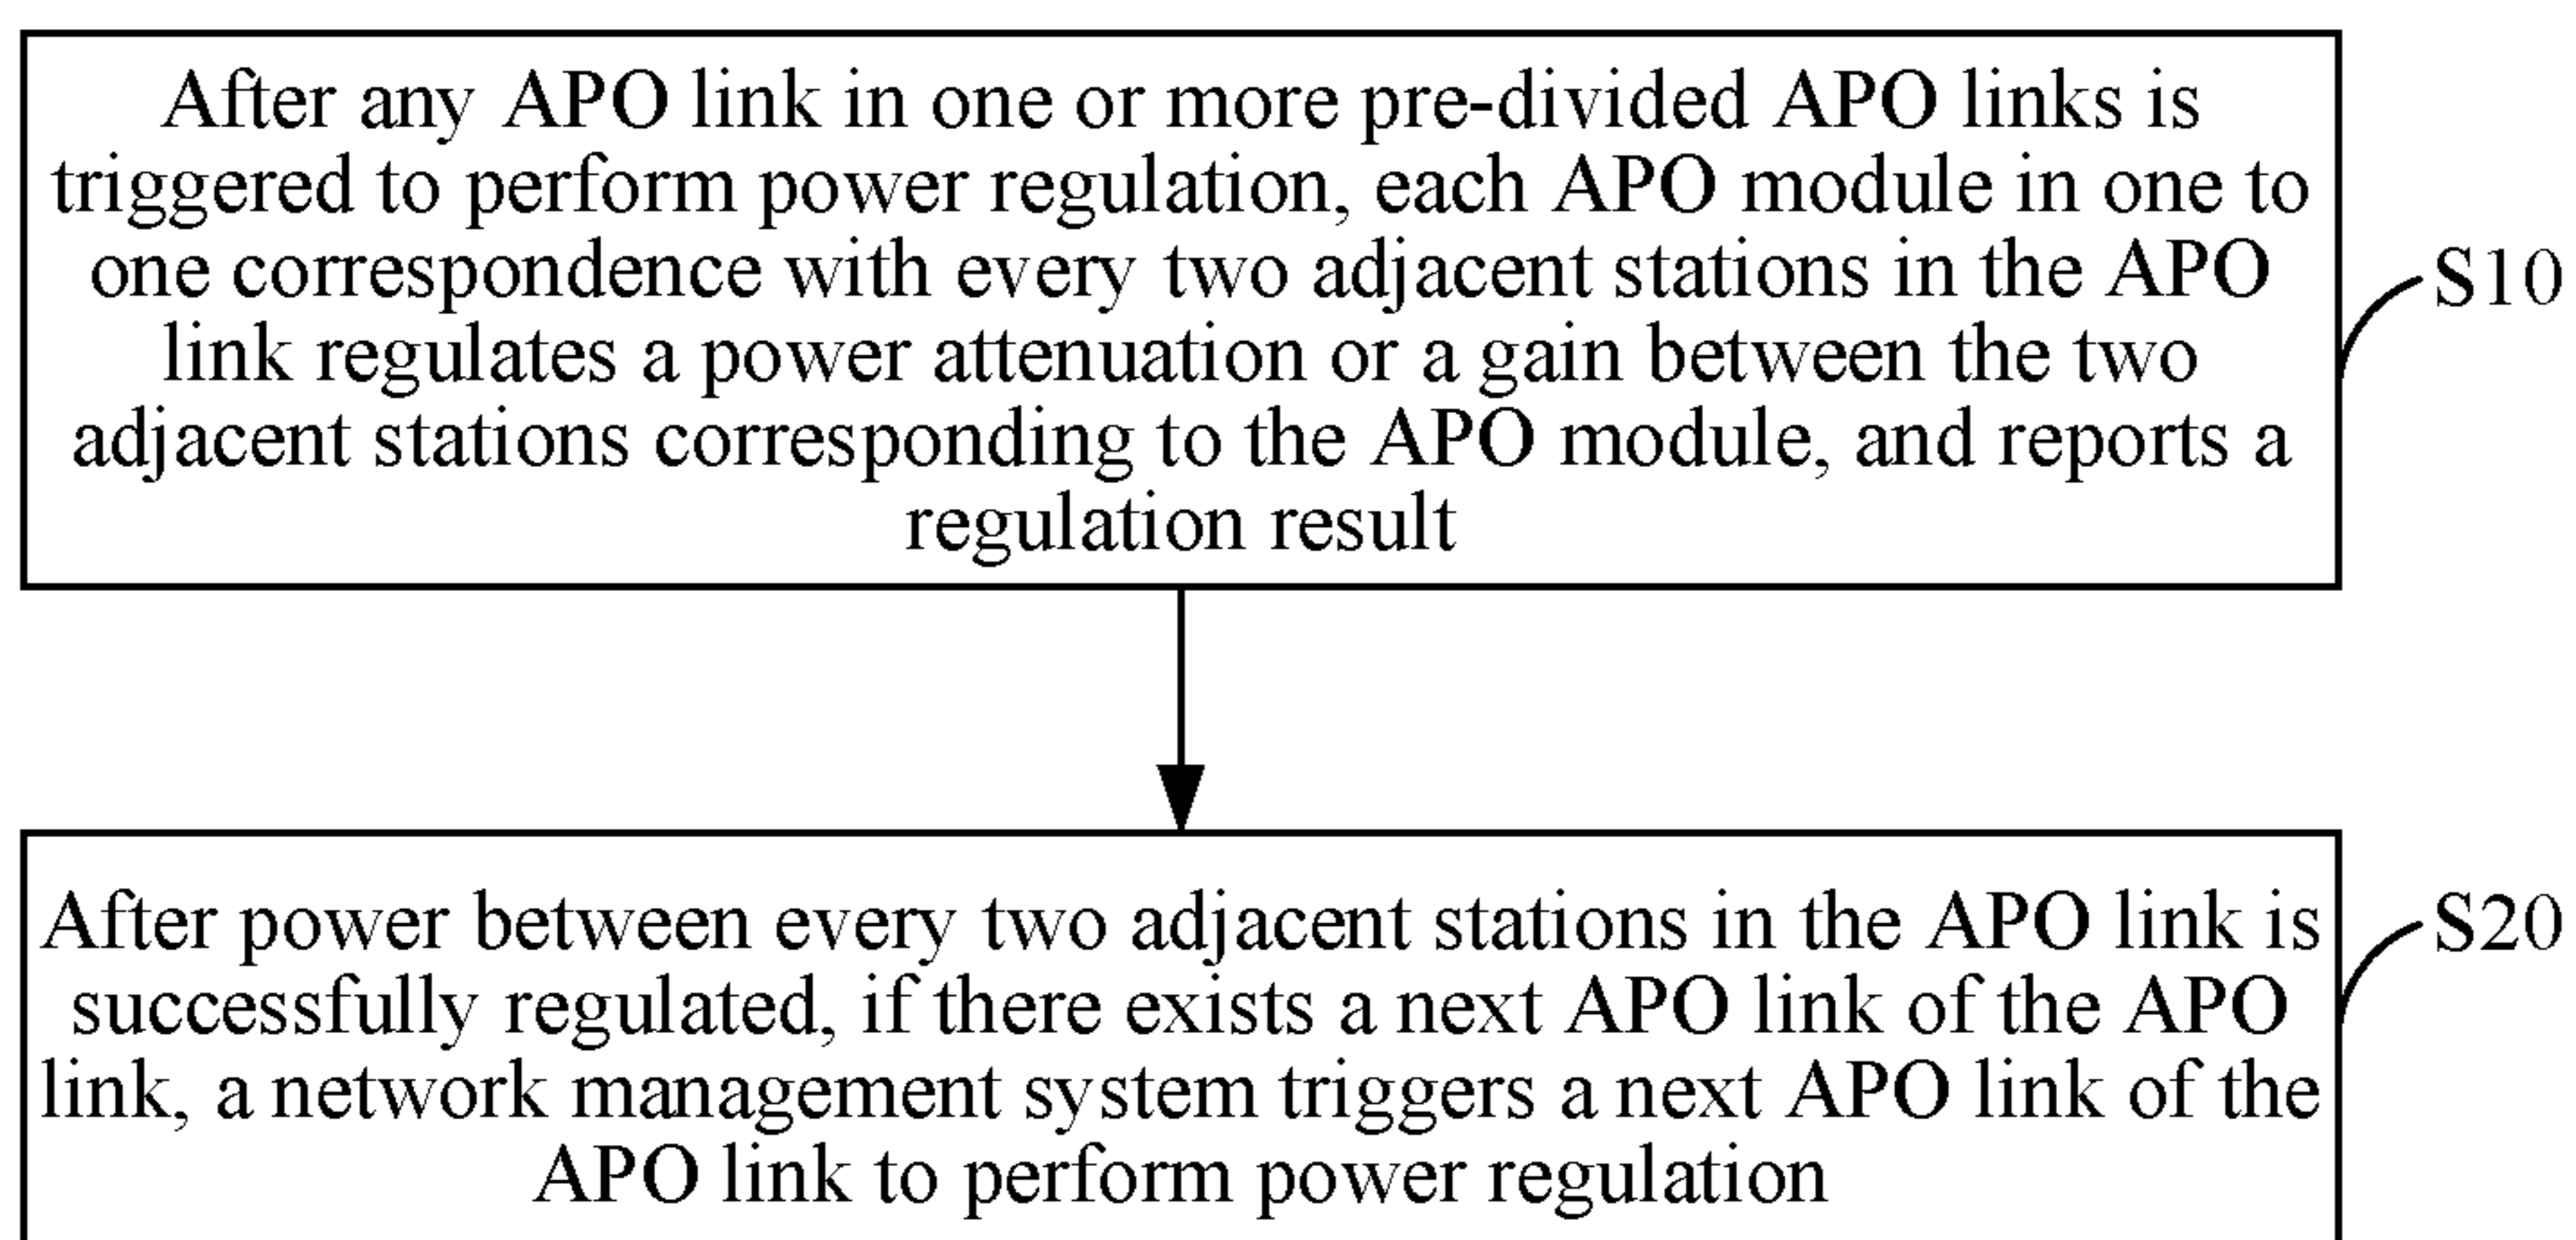 After any APO link in one or more pre-divided APO links is
triggered to perform power regulation, each APO module in one to
one correspondence with every two adjacent stations in the APO
link regulates a power attenuation or a gain between the two
adjacent stations corresponding to the APO module, and reports a
regulation result
S10
After power between every two adjacent stations in the APO link is
successfully regulated, if there exists a next APO link of the APO
link, a network management system triggers a next APO link of the
APO link to perform power regulation
S20